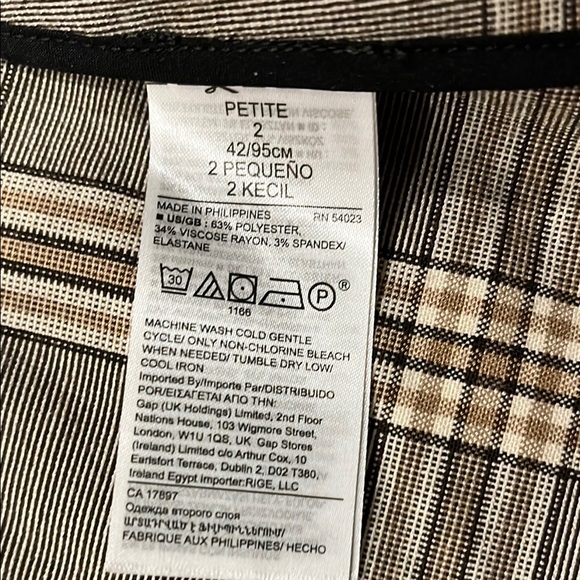 PETITE
2
42/95CM
2 PEQUEÑO
2 KECIL
MADE IN PHILIPPINES RN 54023
■ US/GB : 63% POLYESTER,
34% VISCOSE RAYON, 3% SPANDEX/
ELASTANE
30 P ®
1166
MACHINE WASH COLD GENTLE
CYCLE/ ONLY NON-CHLORINE BLEACH
WHEN NEEDED/ TUMBLE DRY LOW/
COOL IRON
Imported By/Importe Par/DISTRIBUIDO
POR/ΕΙΣΑΓΕΤΑΙ ΑΠΟ ΤΗΝ:
Gap (UK Holdings) Limited, 2nd Floor
Nations House, 103 Wigmore Street,
London, W1U 1QS, UK Gap Stores
(Ireland) Limited c/o Arthur Cox, 10
Earlsfort Terrace, Dublin 2, D02 T380,
Ireland Egypt Importer:RIGE, LLC
CA 17897
Одежда второго слоя
ԱՐՏԱԴՐՎԱԾ Է ՖԻԼԻՊԻՆՆԵՐՈՒՄ/
FABRIQUE AUX PHILIPPINES/ HECHO